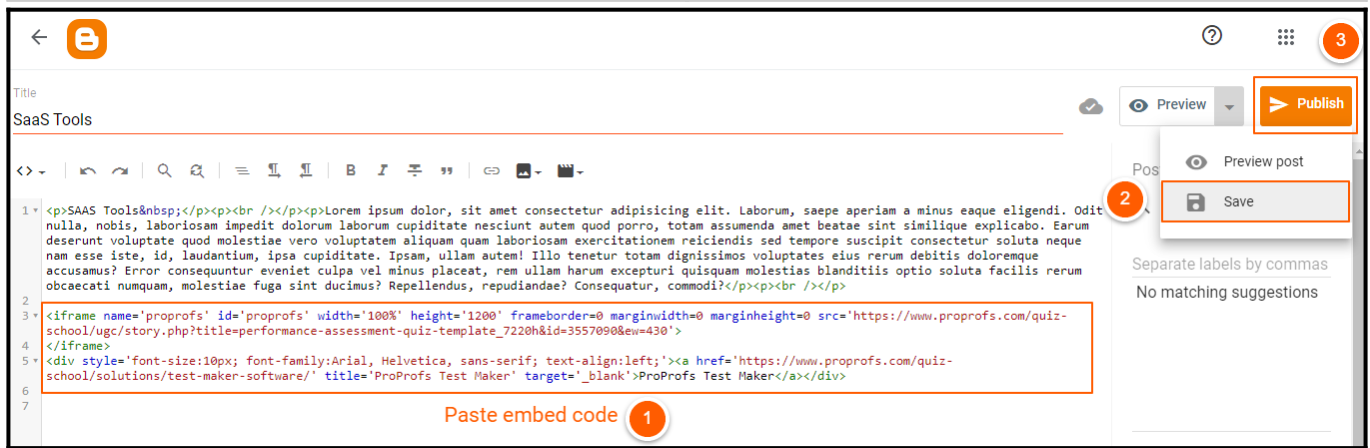 3
Title
SaaS Tools
Preview
Publish
Preview post
Pos
2
Save
Separate labels by commas
No matching suggestions
1 <p>SAAS Tools&nbsp;</p><p><br /></p><p>Lorem ipsum dolor, sit amet consectetur adipisicing elit. Laborum, saepe aperiam a minus eaque eligendi. Odit
nulla, nobis, laboriosam impedit dolorum laborum cupiditate nesciunt autem quod porro, totam assumenda amet beatae sint similique explicabo. Earum
deserunt voluptate quod molestiae vero voluptatem aliquam quam laboriosam exercitationem reiciendis sed tempore suscipit consectetur soluta neque
nam esse iste, id, laudantium, ipsa cupiditate. Ipsam, ullam autem! Illo tenetur totam dignissimos voluptates eius rerum debitis doloremque
accusamus? Error consequuntur eveniet culpa vel minus placeat, rem ullam harum excepturi quisquam molestias blanditiis optio soluta facilis rerum
obcaecati numquam, molestiae fuga sint ducimus? Repellendus, repudiandae? Consequatur, commodi?</p><p><br /></p>
2
3 <iframe name='proprofs' id='proprofs' width='100%' height='1200' frameborder=0 marginwidth=0 marginheight=0 src='https://www.proprofs.com/quiz-
school/ugc/story.php?title=performance-assessment-quiz-template_7220h&id=3557090&ew=430'>
4 </iframe>
5 <div style='font-size:10px; font-family:Arial, Helvetica, sans-serif; text-align:left;'><a href='https://www.proprofs.com/quiz-
school/solutions/test-maker-software/' title='ProProfs Test Maker' target='_blank'>ProProfs Test Maker</a></div>
6
7
Paste embed code 1